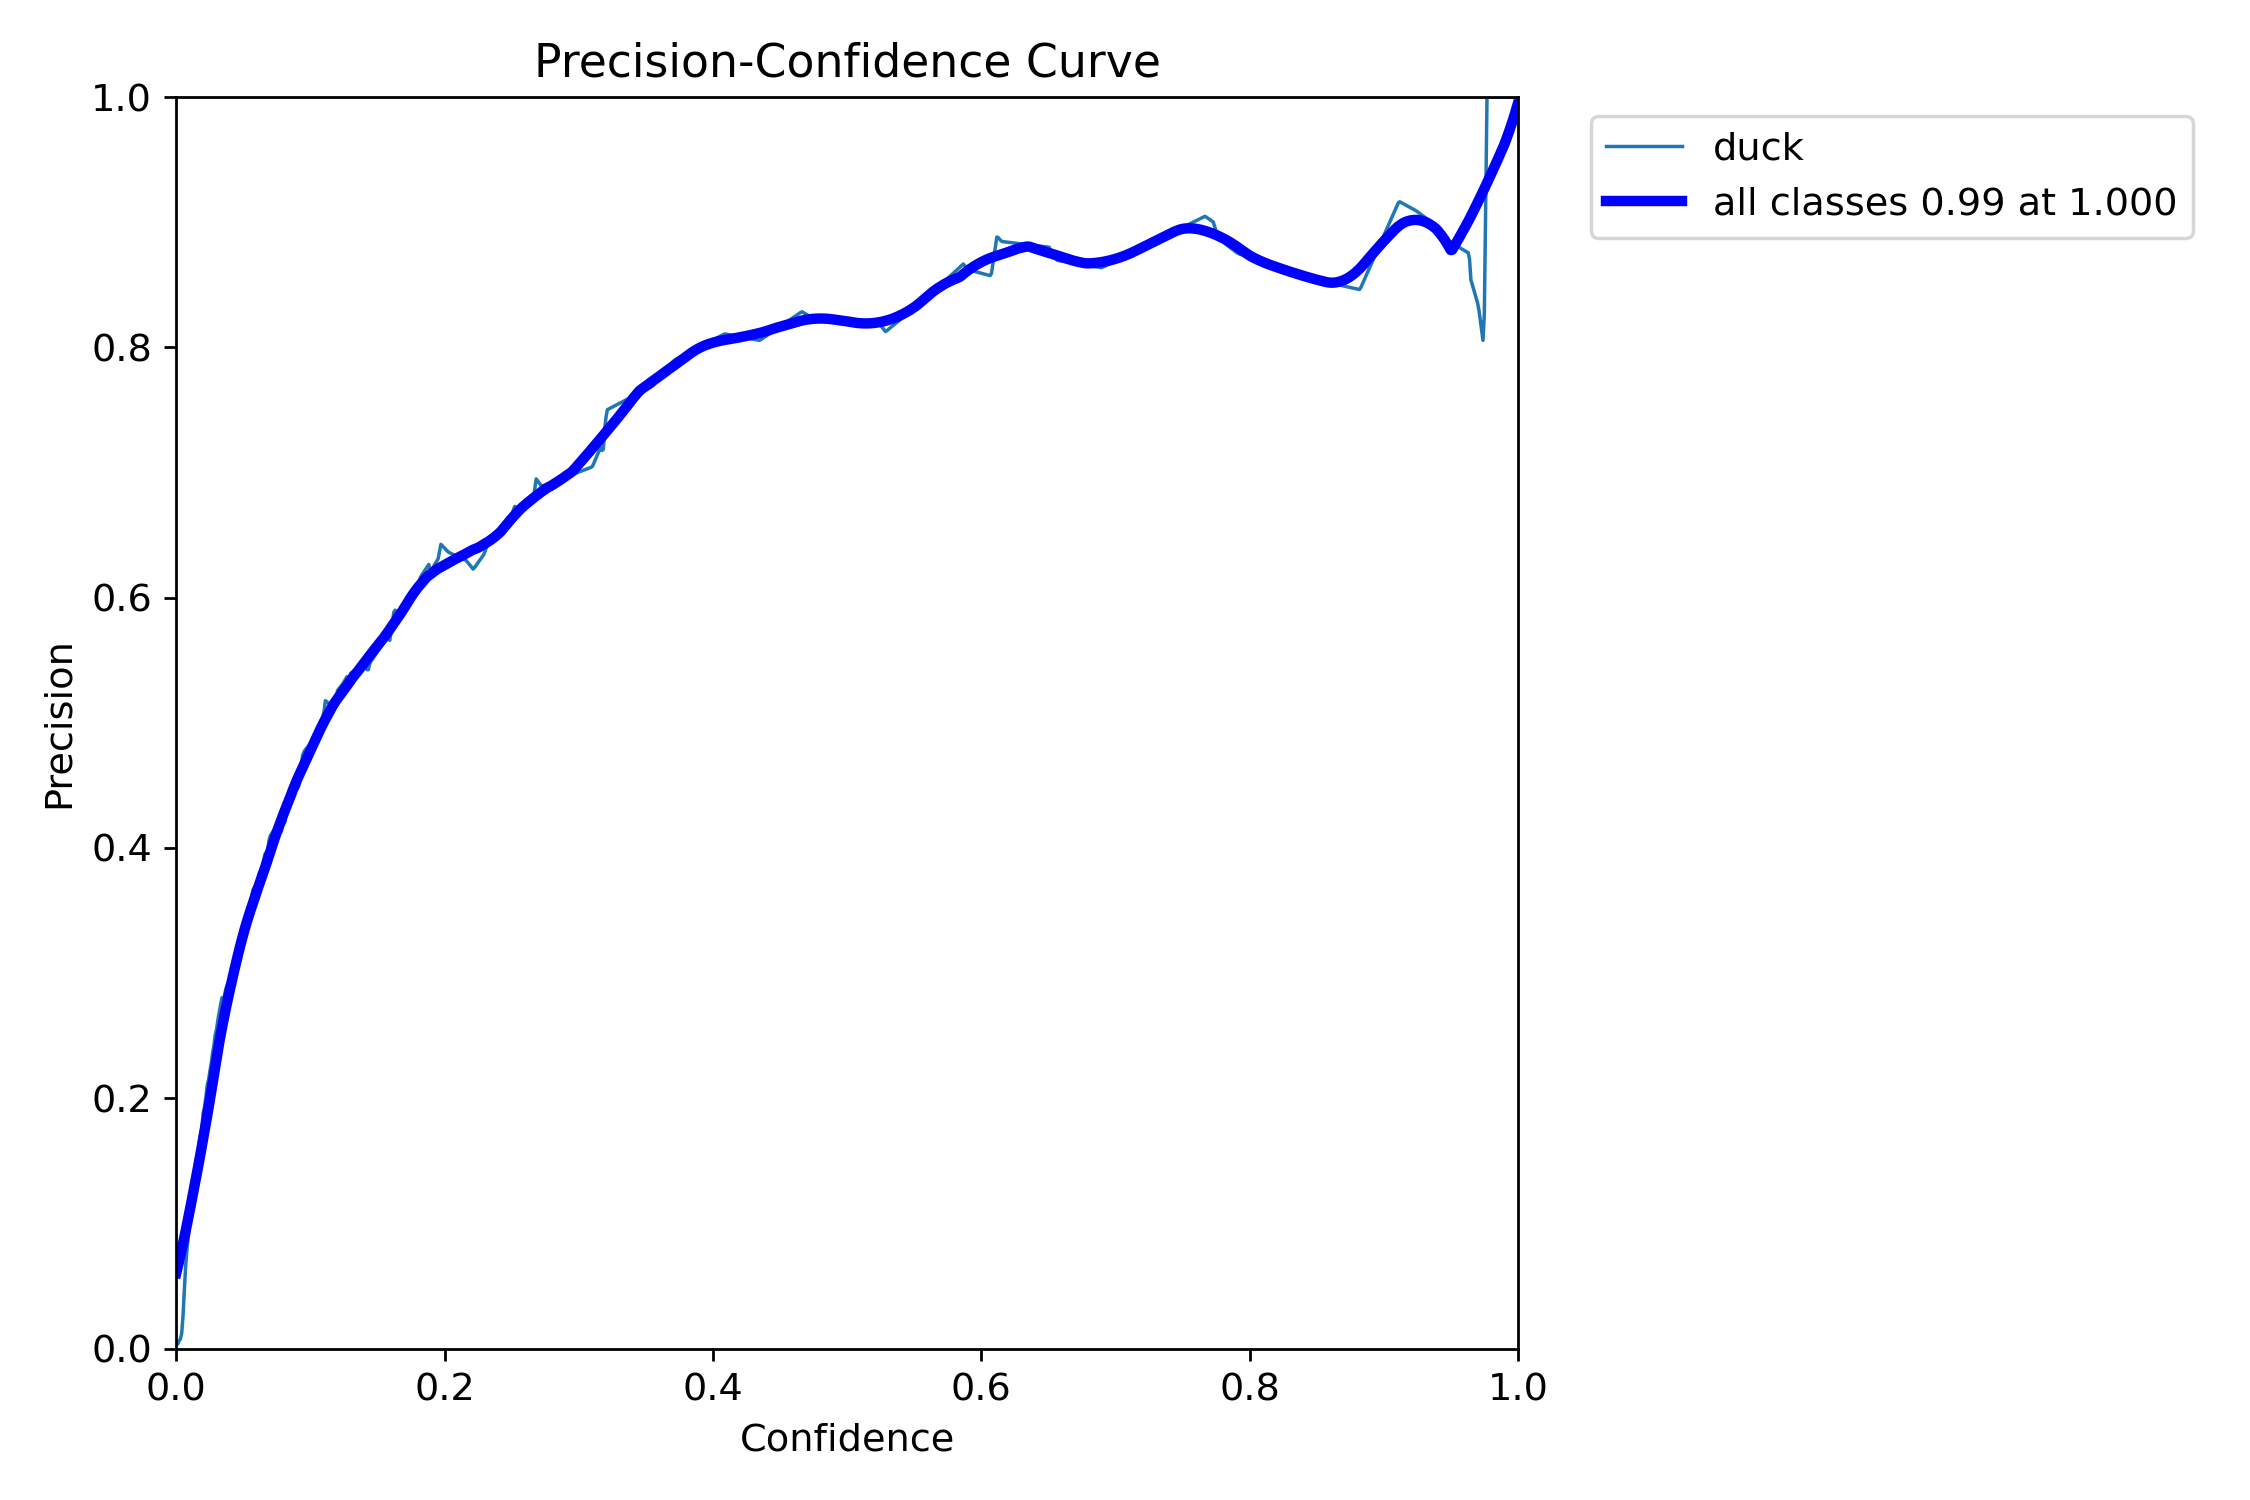 Precision-Confidence Curve
1.0
0.8
0.6
0.4
0.2
0.0
Precision
0.0 0.2 0.4 0.6 0.8 1.0
Confidence
duck
all classes 0.99 at 1.000